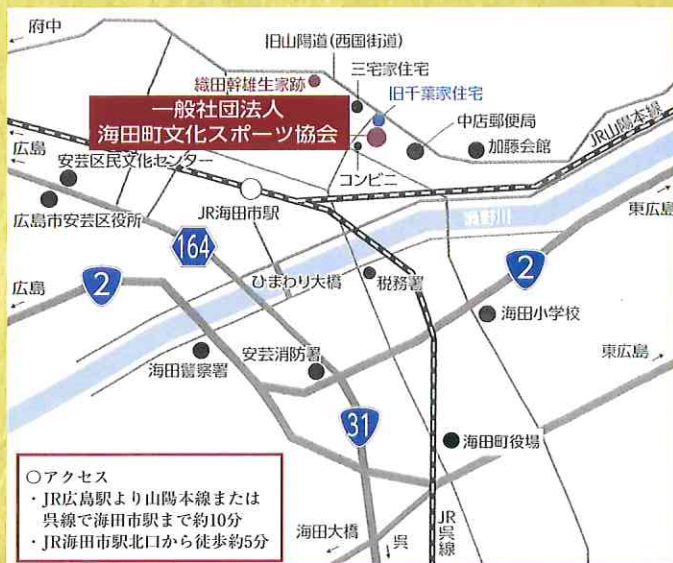 府中
旧山陽道(西国街道)
三宅家住宅
織田幹雄生家跡
旧千葉家住宅
一般社団法人
海田町文化スポーツ協会
中店郵便局
加藤会館
JR山陽本線
広島
安芸区民文化センター
コンビニ
広島市安芸区役所
JR海田市駅
瀬野川
東広島
164
2
ひまわり大橋
税務署
2
広島
海田小学校
海田警察署
安芸消防署
東広島
31
海田町役場
○アクセス
・JR広島駅より山陽本線または
呉線で海田市駅まで約10分
・JR海田市駅北口から徒歩約5分
海田大橋
呉
JR呉線